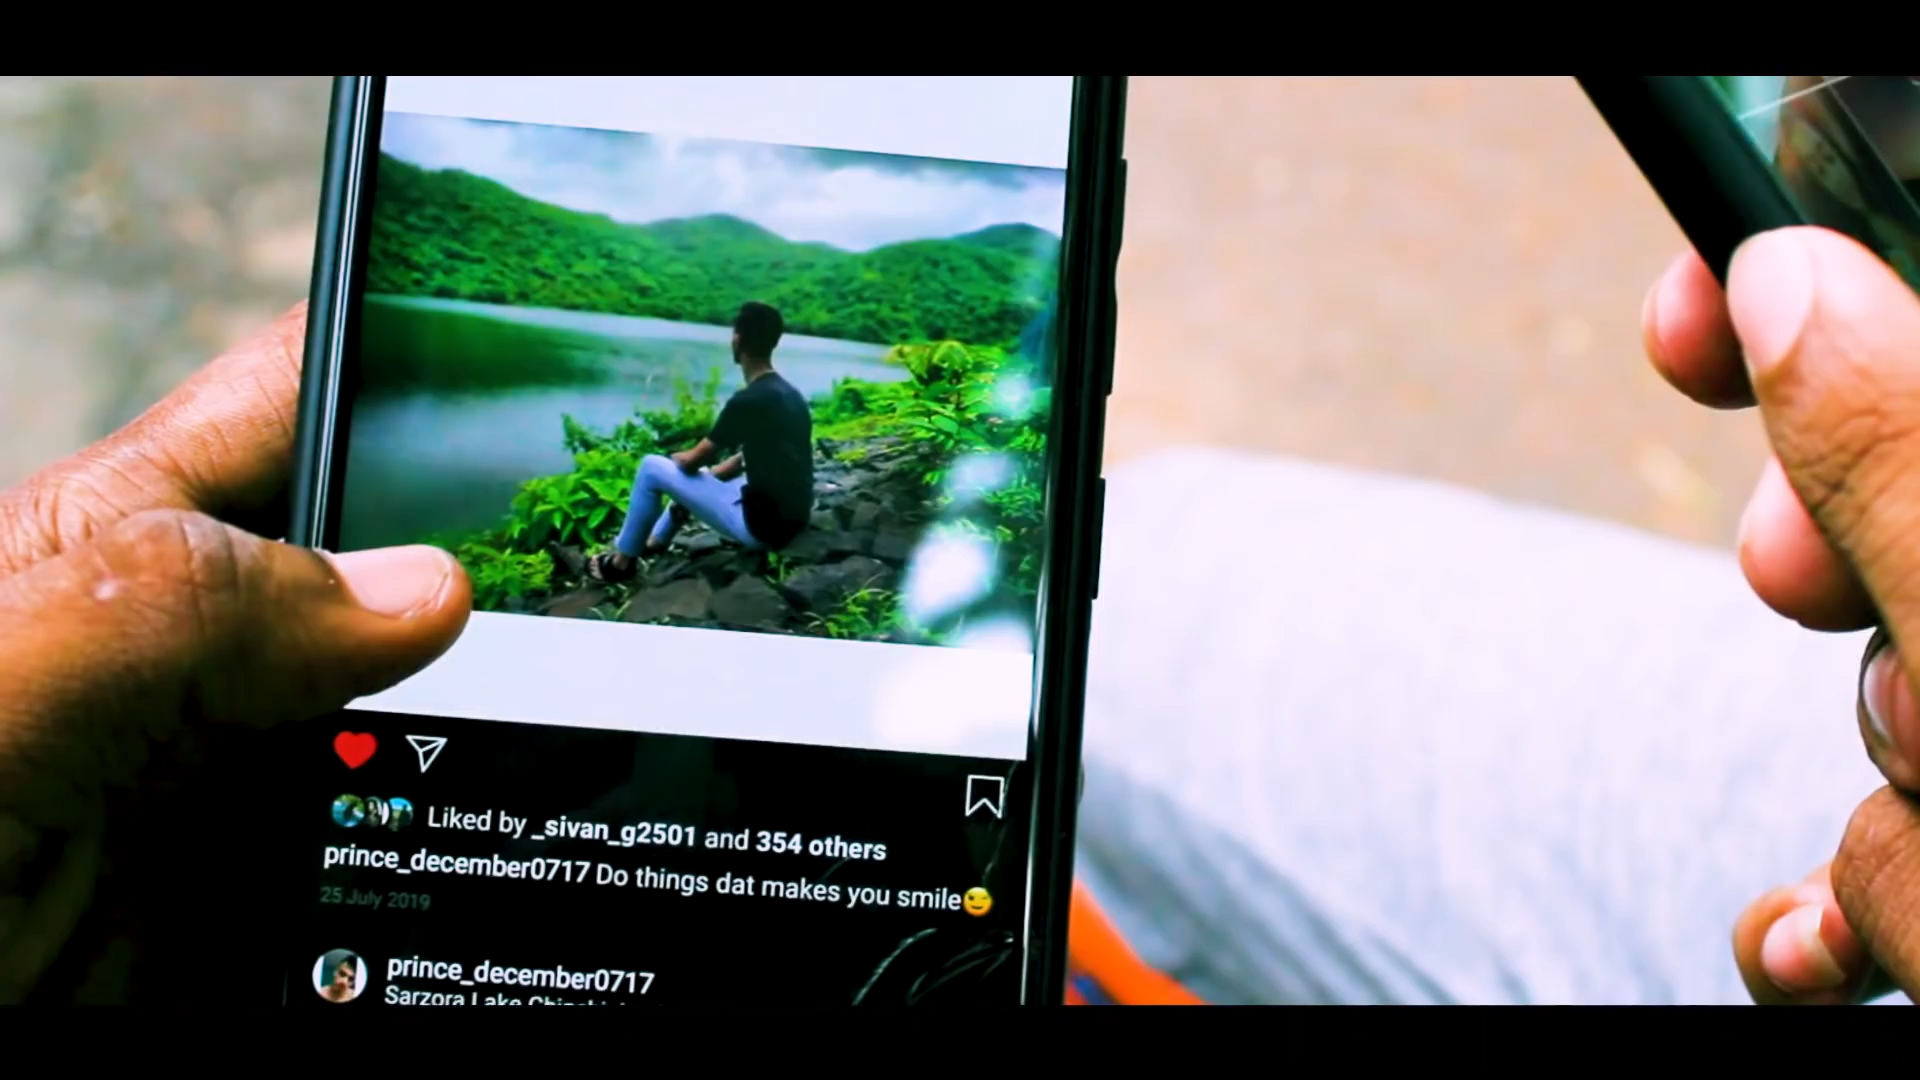 Liked by _sivan_g2501 and 354 others
prince_december0717 Do things dat makes you smile😉
25 July 2019
prince_december0717
Sarzora Lake